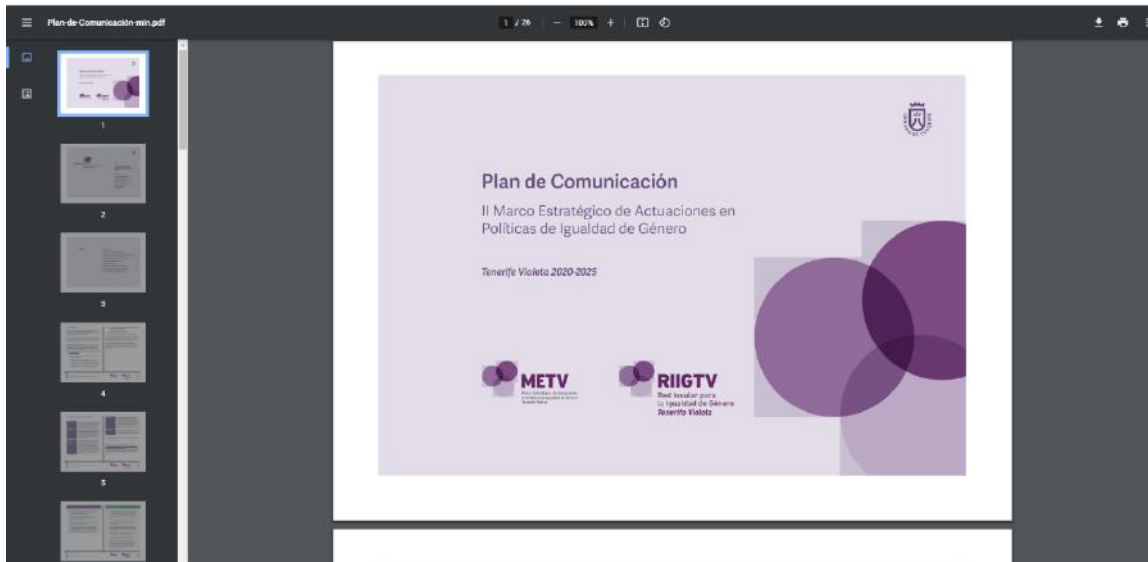 Plan-de-Comunicación-min.pdf
1 / 26
100%
1
2
3
4
5
Plan de Comunicación
II Marco Estratégico de Actuaciones en
Políticas de Igualdad de Género
Tenerife Violeta 2020-2025
METV
RIIGTV
Red Insular para
la Igualdad de Género
Tenerife Violeta